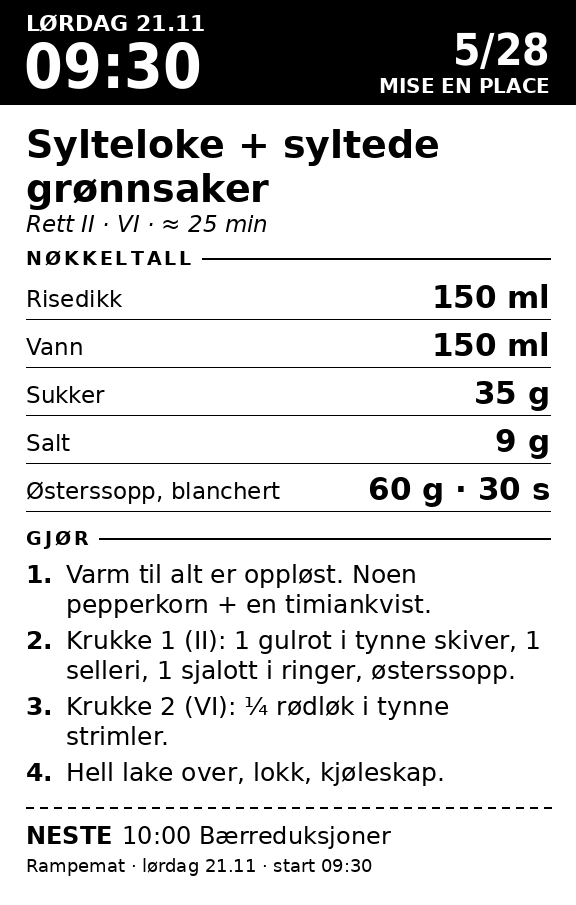 LØRDAG 21.11
09:30
5/28
MISE EN PLACE
Sylteloke + syltede
grønnsaker
Rett II · VI · ≈ 25 min
NØKKELTALL
Risedikk 150 ml
Vann 150 ml
Sukker 35 g
Salt 9 g
Østerssopp, blanchert 60 g · 30 s
GJØR
1. Varm til alt er oppløst. Noen
pepperkorn + en timiankvist.
2. Krukke 1 (II): 1 gulrot i tynne skiver, 1
selleri, 1 sjalott i ringer, østerssopp.
3. Krukke 2 (VI): ¼ rødløk i tynne
strimler.
4. Hell lake over, lokk, kjøleskap.
NESTE 10:00 Bærreduksjoner
Rampemat · lørdag 21.11 · start 09:30